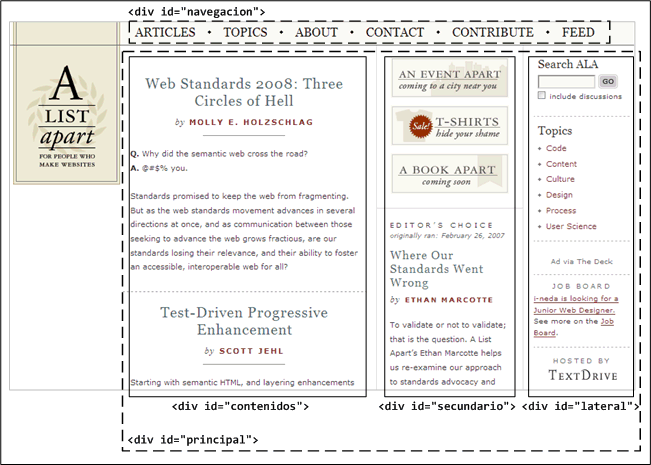 <div id="navegacion">
ARTICLES • TOPICS • ABOUT • CONTACT • CONTRIBUTE • FEED
A
LIST
apart
FOR PEOPLE WHO
MAKE WEBSITES
Web Standards 2008: Three
Circles of Hell
by MOLLY E. HOLZSCHLAG
Q. Why did the semantic web cross the road?
A. @#$% you.
Standards promised to keep the web from fragmenting.
But as the web standards movement advances in several
directions at once, and as communication between those
seeking to advance the web grows fractious, are our
standards losing their relevance, and their ability to foster
an accessible, interoperable web for all?
Test-Driven Progressive
Enhancement
by SCOTT JEHL
Starting with semantic HTML, and layering enhancements
<div id="contenidos">
AN EVENT APART
coming to a city near you
Sale! T-SHIRTS
hide your shame
A BOOK APART
coming soon
EDITOR'S CHOICE
originally ran: February 26, 2007
Where Our
Standards Went
Wrong
by ETHAN MARCOTTE
To validate or not to validate;
that is the question. A List
Apart's Ethan Marcotte helps
us re-examine our approach
to standards advocacy and
<div id="secundario">
Search ALA
GO
include discussions
Topics
Code
Content
Culture
Design
Process
User Science
Ad via The Deck
JOB BOARD
i-neda is looking for a
Junior Web Designer.
See more on the Job
Board.
HOSTED BY
TEXTDRIVE
<div id="lateral">
<div id="principal">